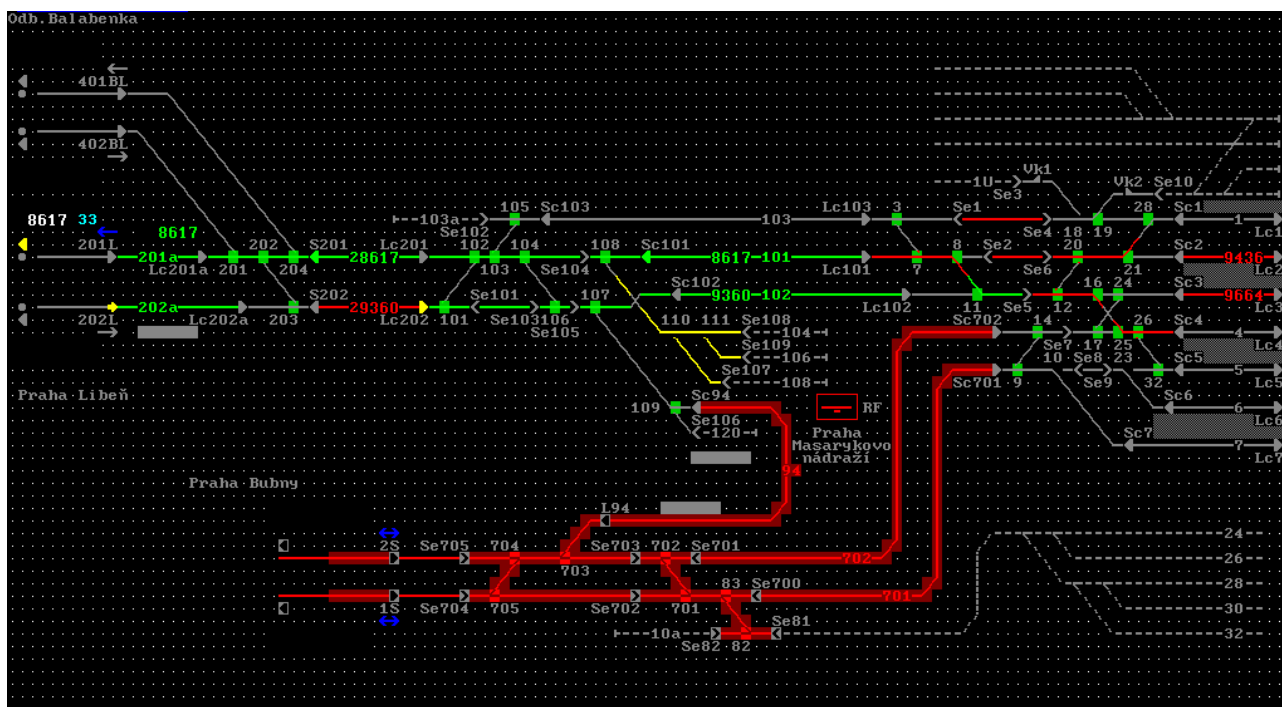 Odb.Balabenka
401BL
402BL
1U
Vk1
Se3
Vk2
Se10
105
Sc103
103a
Se102
103
Lc103
3
Se1
Se4
18
19
28
Sc1
1
Lc1
8617
33
8617
201L
201a
Lc201a
201
202
204
S201
28617
Lc201
102
103
104
Se104
108
Sc101
8617
101
Lc101
7
8
Se2
Se6
20
21
Sc2
9436
Lc2
202L
202a
Lc202a
203
S202
29360
Lc202
101
Se101
Se103
106
Se105
107
Sc102
9360
102
Lc102
11
Se5
12
16
24
Sc3
9664
Lc3
110
111
Se108
104
Sc702
14
Se7
17
25
26
Sc4
4
Lc4
Se109
106
Se107
108
Sc701
9
10
Se8
Se9
23
32
Sc5
5
Lc5
Praha Libeň
109
Sc94
RF
Sc6
6
Lc6
Se106
120
Praha
Masarykovo
nádraží
Sc7
7
Lc7
94
Praha Bubny
L94
24
2S
Se705
704
703
Se703
702
Se701
702
26
28
83
Se700
1S
Se704
705
Se702
701
701
30
Se81
10a
Se82
82
32